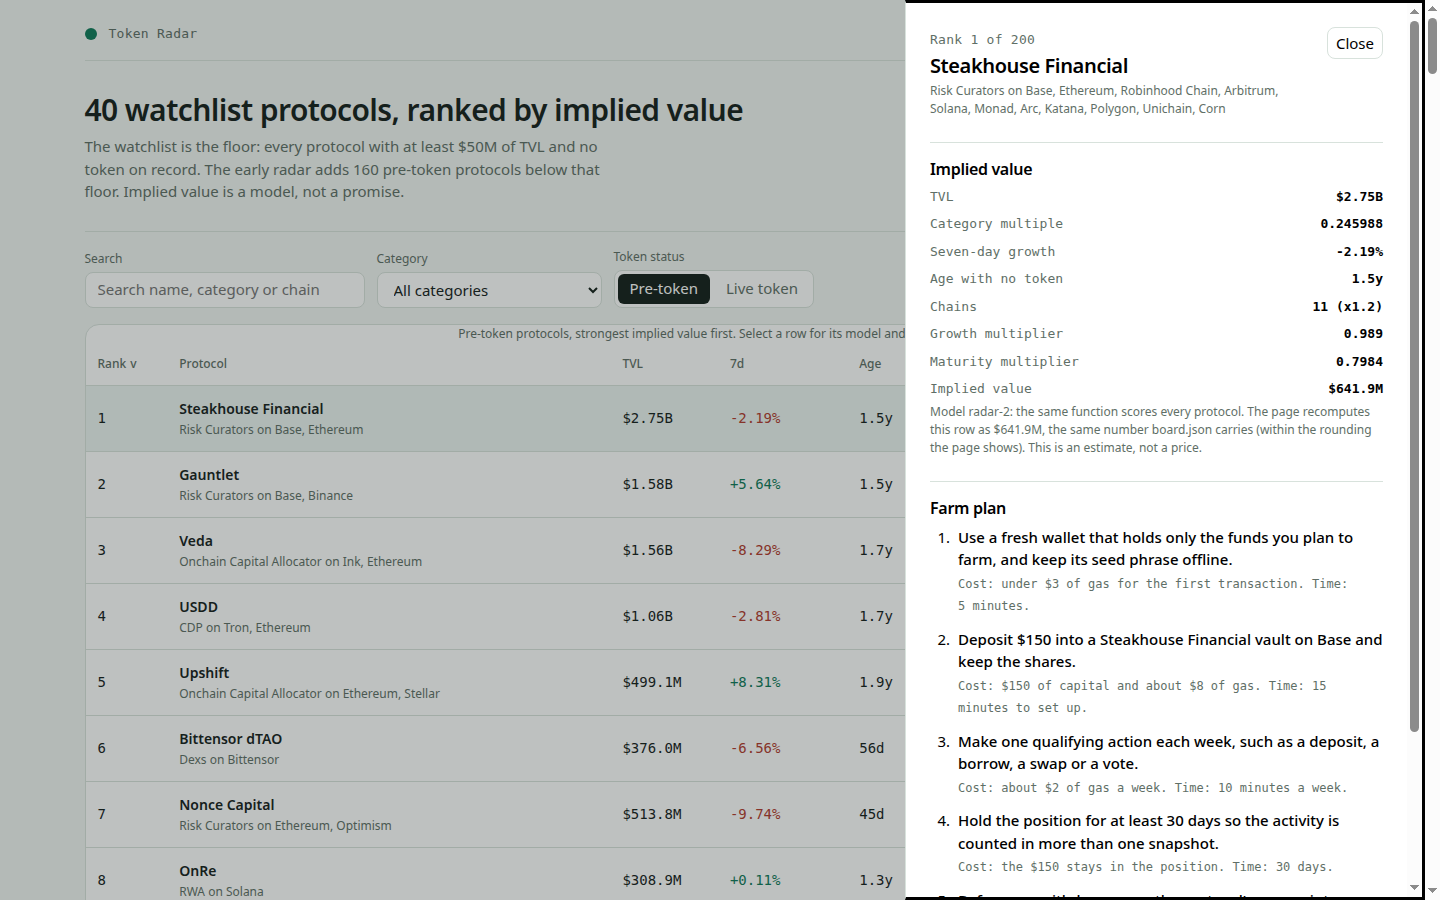 Token Radar
40 watchlist protocols, ranked by implied value
The watchlist is the floor: every protocol with at least $50M of TVL and no
token on record. The early radar adds 160 pre-token protocols below that
floor. Implied value is a model, not a promise.
Search
Category
Token status
Search name, category or chain
All categories
Pre-token
Live token
Pre-token protocols, strongest implied value first. Select a row for its model and
Rank v
Protocol
TVL
7d
Age
1
Steakhouse Financial
Risk Curators on Base, Ethereum
$2.75B
-2.19%
1.5y
2
Gauntlet
Risk Curators on Base, Binance
$1.58B
+5.64%
1.5y
3
Veda
Onchain Capital Allocator on Ink, Ethereum
$1.56B
-8.29%
1.7y
4
USDD
CDP on Tron, Ethereum
$1.06B
-2.81%
1.7y
5
Upshift
Onchain Capital Allocator on Ethereum, Stellar
$499.1M
+8.31%
1.9y
6
Bittensor dTAO
Dexs on Bittensor
$376.0M
-6.56%
56d
7
Nonce Capital
Risk Curators on Ethereum, Optimism
$513.8M
-9.74%
45d
8
OnRe
RWA on Solana
$308.9M
+0.11%
1.3y
Rank 1 of 200
Close
Steakhouse Financial
Risk Curators on Base, Ethereum, Robinhood Chain, Arbitrum,
Solana, Monad, Arc, Katana, Polygon, Unichain, Corn
Implied value
TVL $2.75B
Category multiple 0.245988
Seven-day growth -2.19%
Age with no token 1.5y
Chains 11 (x1.2)
Growth multiplier 0.989
Maturity multiplier 0.7984
Implied value $641.9M
Model radar-2: the same function scores every protocol. The page recomputes
this row as $641.9M, the same number board.json carries (within the rounding
the page shows). This is an estimate, not a price.
Farm plan
1. Use a fresh wallet that holds only the funds you plan to
farm, and keep its seed phrase offline.
Cost: under $3 of gas for the first transaction. Time:
5 minutes.
2. Deposit $150 into a Steakhouse Financial vault on Base and
keep the shares.
Cost: $150 of capital and about $8 of gas. Time: 15
minutes to set up.
3. Make one qualifying action each week, such as a deposit, a
borrow, a swap or a vote.
Cost: about $2 of gas a week. Time: 10 minutes a week.
4. Hold the position for at least 30 days so the activity is
counted in more than one snapshot.
Cost: the $150 stays in the position. Time: 30 days.